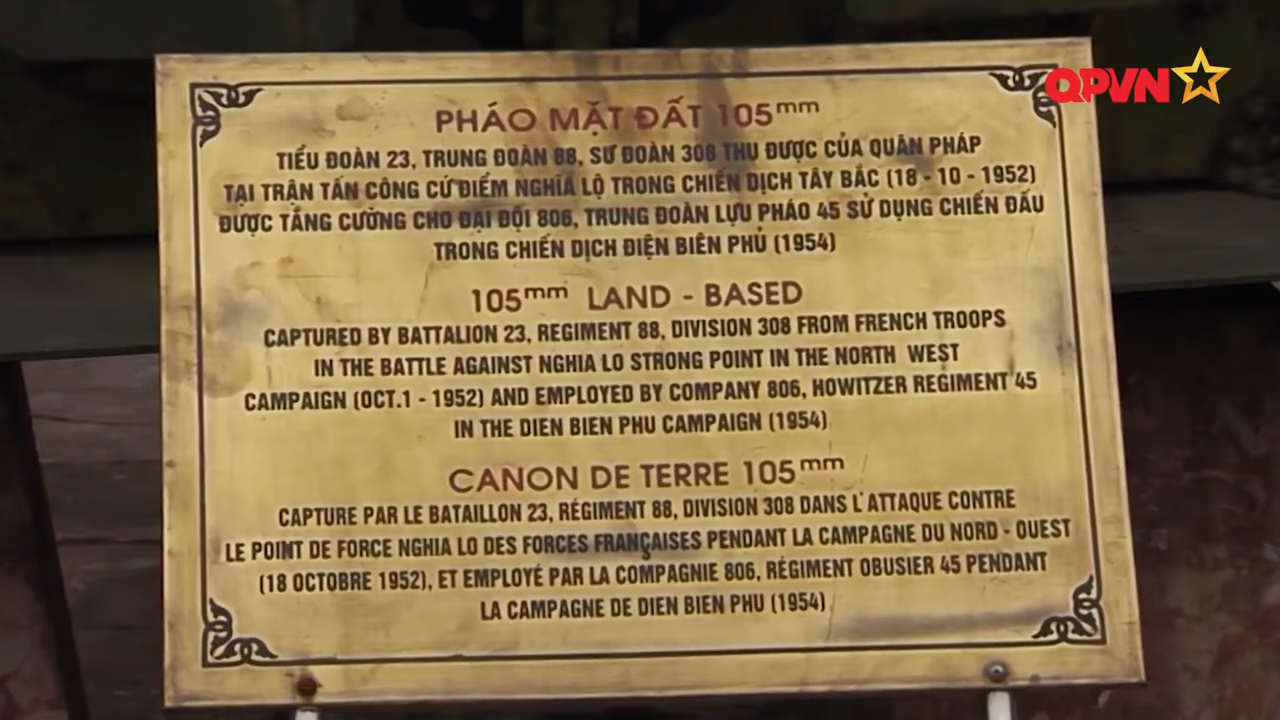 QPVN
PHÁO MẶT ĐẤT 105mm
TIỂU ĐOÀN 23, TRUNG ĐOÀN 88, SƯ ĐOÀN 308 THU ĐƯỢC CỦA QUÂN PHÁP
TẠI TRẬN TẤN CÔNG CỨ ĐIỂM NGHĨA LỘ TRONG CHIẾN DỊCH TÂY BẮC (18 - 10 - 1952)
ĐƯỢC TĂNG CƯỜNG CHO ĐẠI ĐỘI 806, TRUNG ĐOÀN LỰU PHÁO 45 SỬ DỤNG CHIẾN ĐẤU
TRONG CHIẾN DỊCH ĐIỆN BIÊN PHỦ (1954)
105mm LAND - BASED
CAPTURED BY BATTALION 23, REGIMENT 88, DIVISION 308 FROM FRENCH TROOPS
IN THE BATTLE AGAINST NGHIA LO STRONG POINT IN THE NORTH WEST
CAMPAIGN (OCT.1 - 1952) AND EMPLOYED BY COMPANY 806, HOWITZER REGIMENT 45
IN THE DIEN BIEN PHU CAMPAIGN (1954)
CANON DE TERRE 105mm
CAPTURE PAR LE BATAILLON 23, RÉGIMENT 88, DIVISION 308 DANS L'ATTAQUE CONTRE
LE POINT DE FORCE NGHIA LO DES FORCES FRANÇAISES PENDANT LA CAMPAGNE DU NORD - OUEST
(18 OCTOBRE 1952), ET EMPLOYÉ PAR LA COMPAGNIE 806, RÉGIMENT OBUSIER 45 PENDANT
LA CAMPAGNE DE DIEN BIEN PHU (1954)